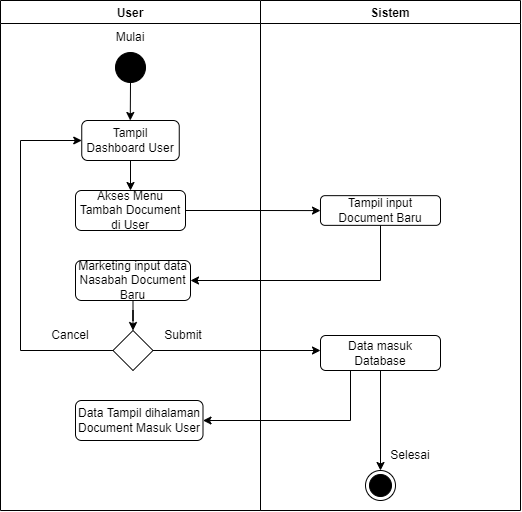 User
Sistem
Mulai
Tampil
Dashboard User
Akses Menu
Tambah Document
di User
Tampil input
Document Baru
Marketing input data
Nasabah Document
Baru
Cancel
Submit
Data masuk
Database
Data Tampil dihalaman
Document Masuk User
Selesai